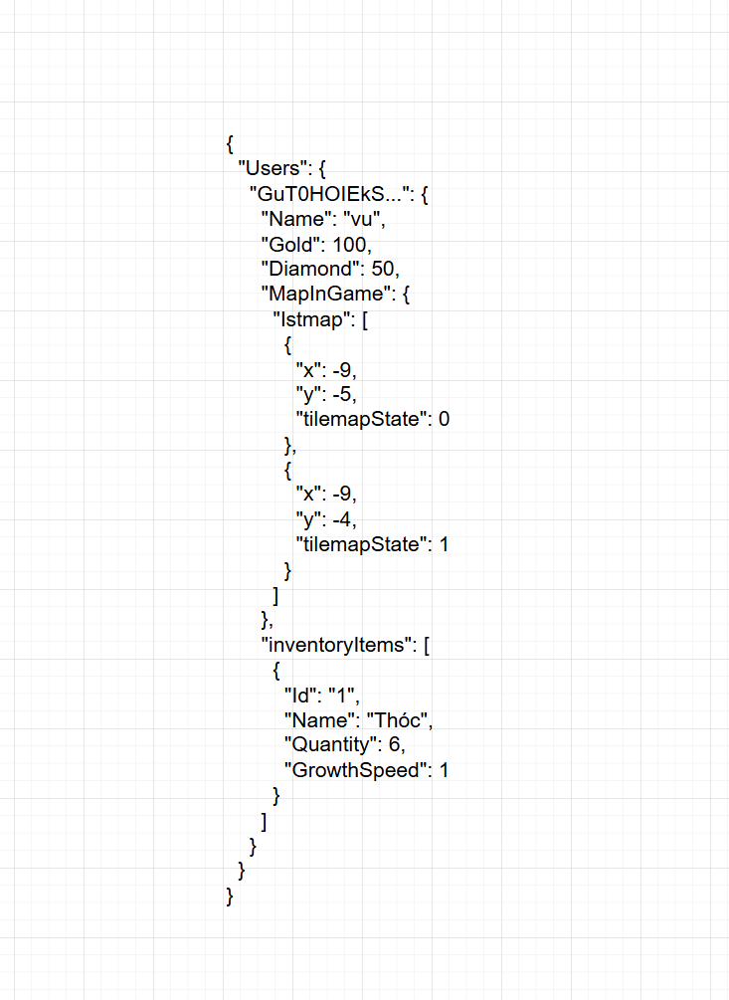 {
"Users": {
"GuT0HOIEkS...": {
"Name": "vu",
"Gold": 100,
"Diamond": 50,
"MapInGame": {
"lstmap": [
{
"x": -9,
"y": -5,
"tilemapState": 0
},
{
"x": -9,
"y": -4,
"tilemapState": 1
}
]
},
"inventoryItems": [
{
"Id": "1",
"Name": "Thóc",
"Quantity": 6,
"GrowthSpeed": 1
}
]
}
}
}